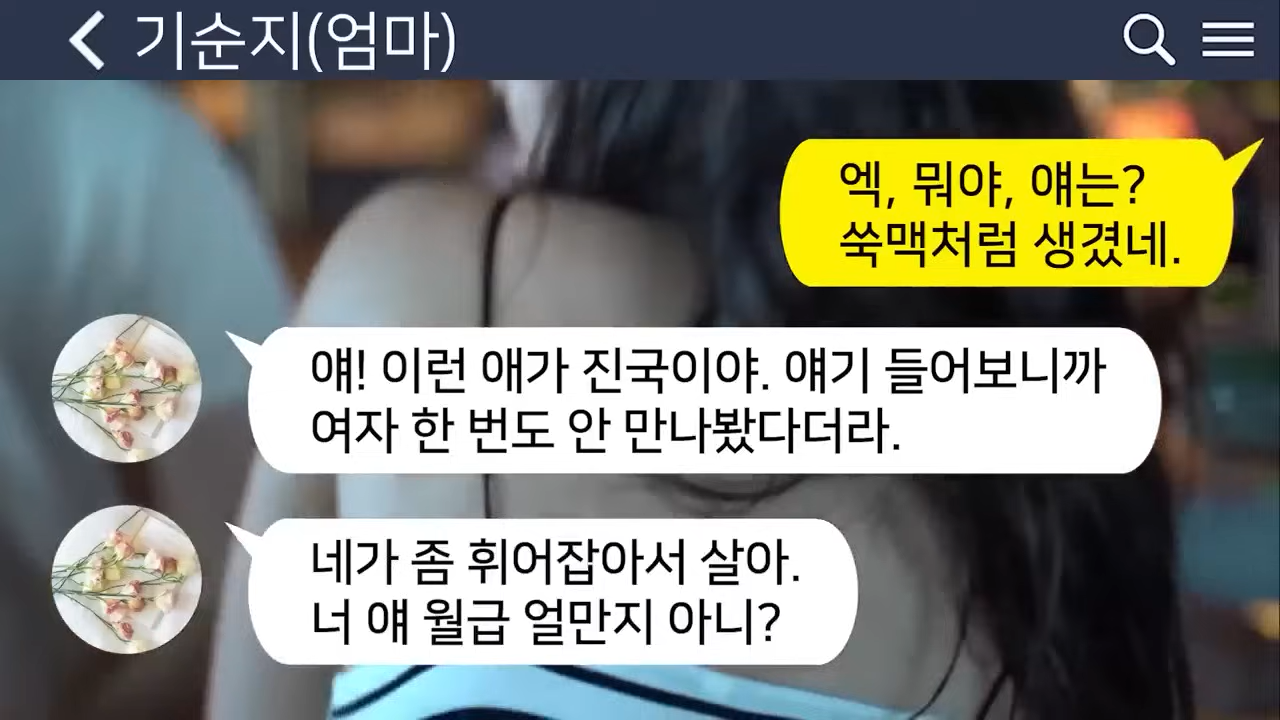 기순지(엄마)
엑, 뭐야, 얘는?
쑥맥처럼 생겼네.
얘! 이런 애가 진국이야. 얘기 들어보니까
여자 한 번도 안 만나봤다더라.
네가 좀 휘어잡아서 살아.
너 얘 월급 얼만지 아니?